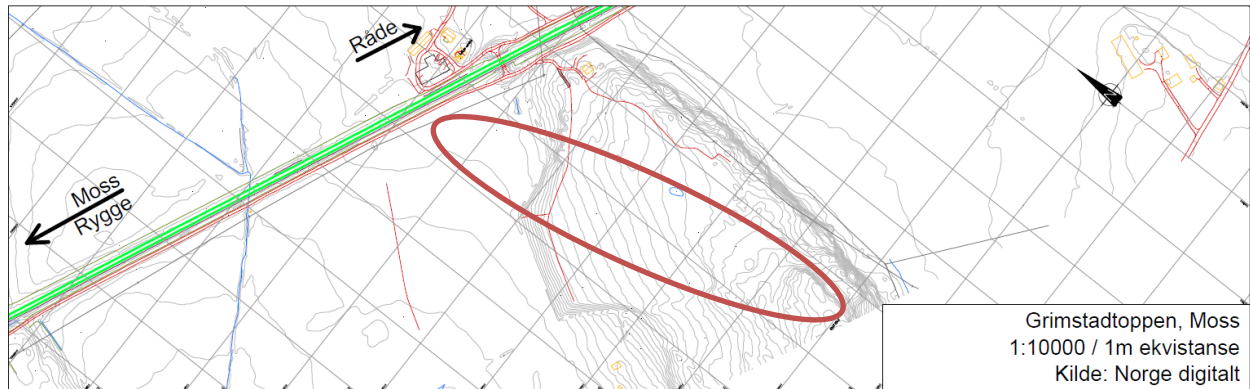 Råde
Moss
Rygge
N
Grimstadtoppen, Moss
1:10000 / 1m ekvistanse
Kilde: Norge digitalt